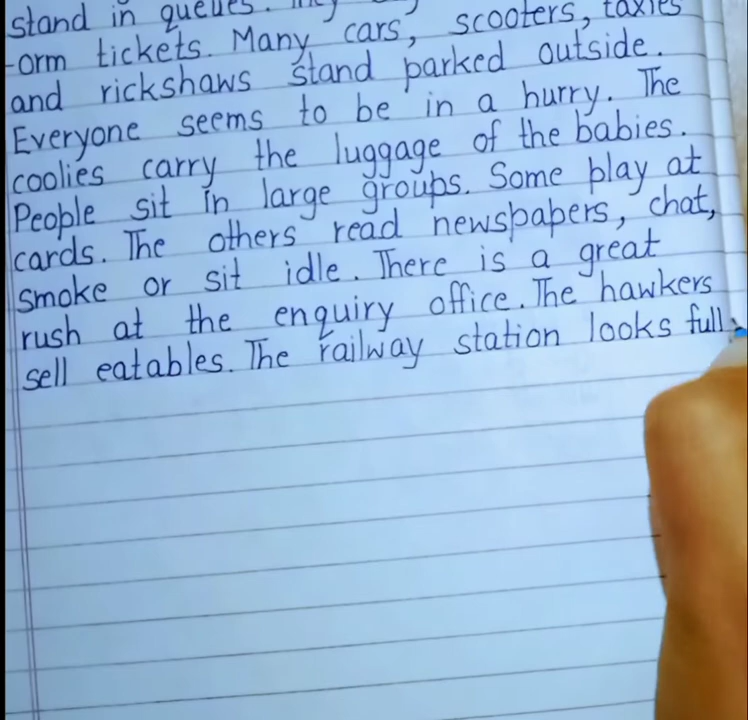 stand in queues. They
-orm tickets. Many cars, scooters, taxies
and rickshaws stand parked outside.
Everyone seems to be in a hurry. The
coolies carry the luggage of the babies.
People sit in large groups. Some play at
cards. The others read newspapers, chat,
smoke or sit idle. There is a great
rush at the enquiry office. The hawkers
sell eatables. The railway station looks full